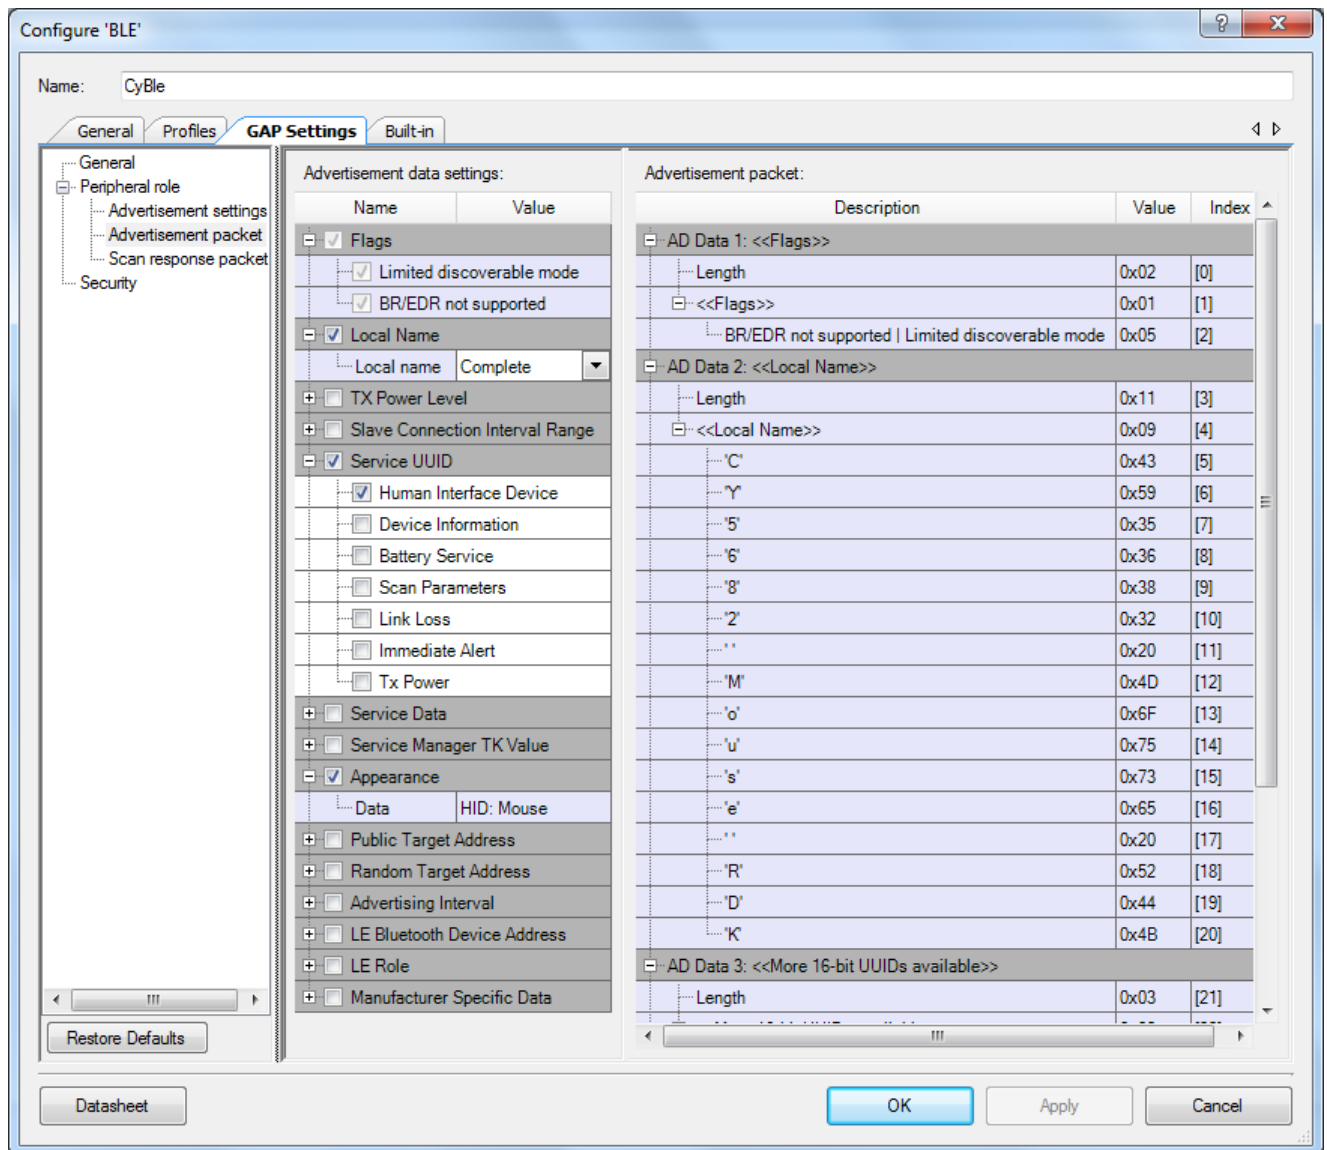 Configure 'BLE'
Name: CyBle
General Profiles GAP Settings Built-in
General
Peripheral role
Advertisement settings
Advertisement packet
Scan response packet
Security
Restore Defaults
Advertisement data settings:
Name Value
Flags
Limited discoverable mode
BR/EDR not supported
Local Name
Local name Complete
TX Power Level
Slave Connection Interval Range
Service UUID
Human Interface Device
Device Information
Battery Service
Scan Parameters
Link Loss
Immediate Alert
Tx Power
Service Data
Service Manager TK Value
Appearance
Data HID: Mouse
Public Target Address
Random Target Address
Advertising Interval
LE Bluetooth Device Address
LE Role
Manufacturer Specific Data
Advertisement packet:
Description Value Index
AD Data 1: <<Flags>>
Length 0x02 [0]
<<Flags>> 0x01 [1]
BR/EDR not supported | Limited discoverable mode 0x05 [2]
AD Data 2: <<Local Name>>
Length 0x11 [3]
<<Local Name>> 0x09 [4]
'C' 0x43 [5]
'Y' 0x59 [6]
'5' 0x35 [7]
'6' 0x36 [8]
'8' 0x38 [9]
'2' 0x32 [10]
' ' 0x20 [11]
'M' 0x4D [12]
'o' 0x6F [13]
'u' 0x75 [14]
's' 0x73 [15]
'e' 0x65 [16]
' ' 0x20 [17]
'R' 0x52 [18]
'D' 0x44 [19]
'K' 0x4B [20]
AD Data 3: <<More 16-bit UUIDs available>>
Length 0x03 [21]
Datasheet OK Apply Cancel